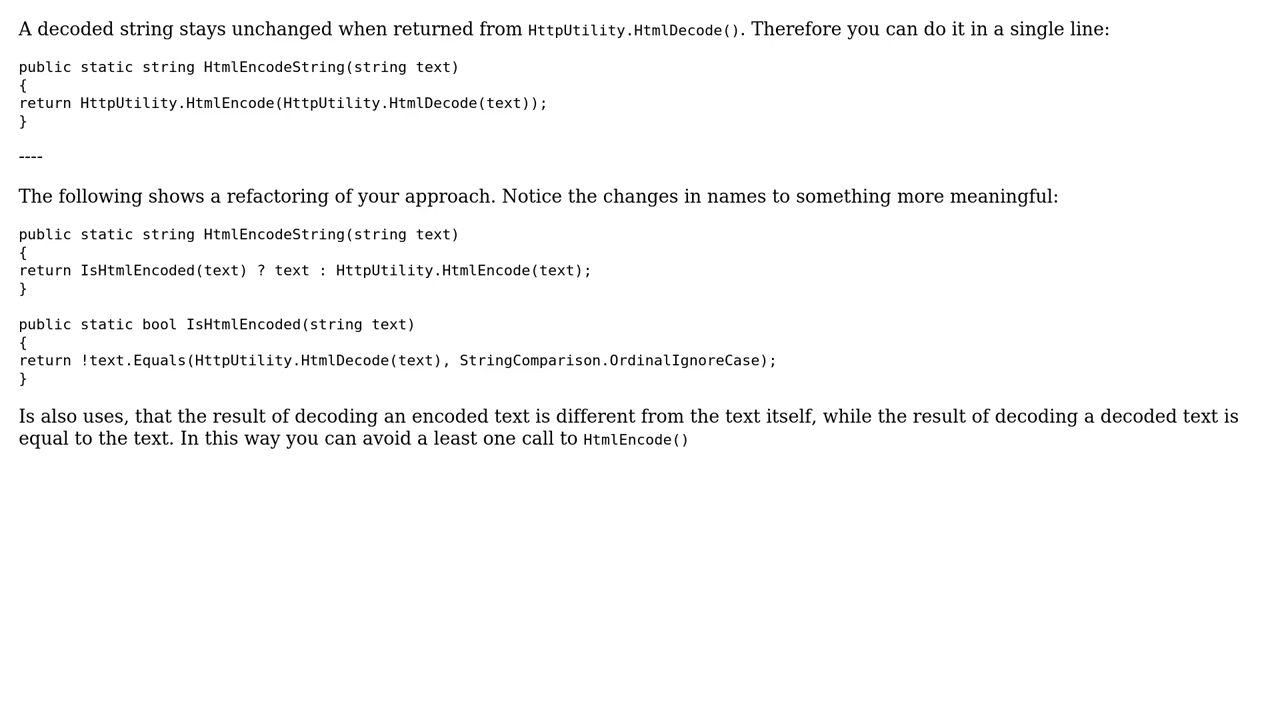 A decoded string stays unchanged when returned from HttpUtility.HtmlDecode(). Therefore you can do it in a single line:
public static string HtmlEncodeString(string text)
{
return HttpUtility.HtmlEncode(HttpUtility.HtmlDecode(text));
}
----
The following shows a refactoring of your approach. Notice the changes in names to something more meaningful:
public static string HtmlEncodeString(string text)
{
return IsHtmlEncoded(text) ? text : HttpUtility.HtmlEncode(text);
}
public static bool IsHtmlEncoded(string text)
{
return !text.Equals(HttpUtility.HtmlDecode(text), StringComparison.OrdinalIgnoreCase);
}
Is also uses, that the result of decoding an encoded text is different from the text itself, while the result of decoding a decoded text is
equal to the text. In this way you can avoid a least one call to HtmlEncode()